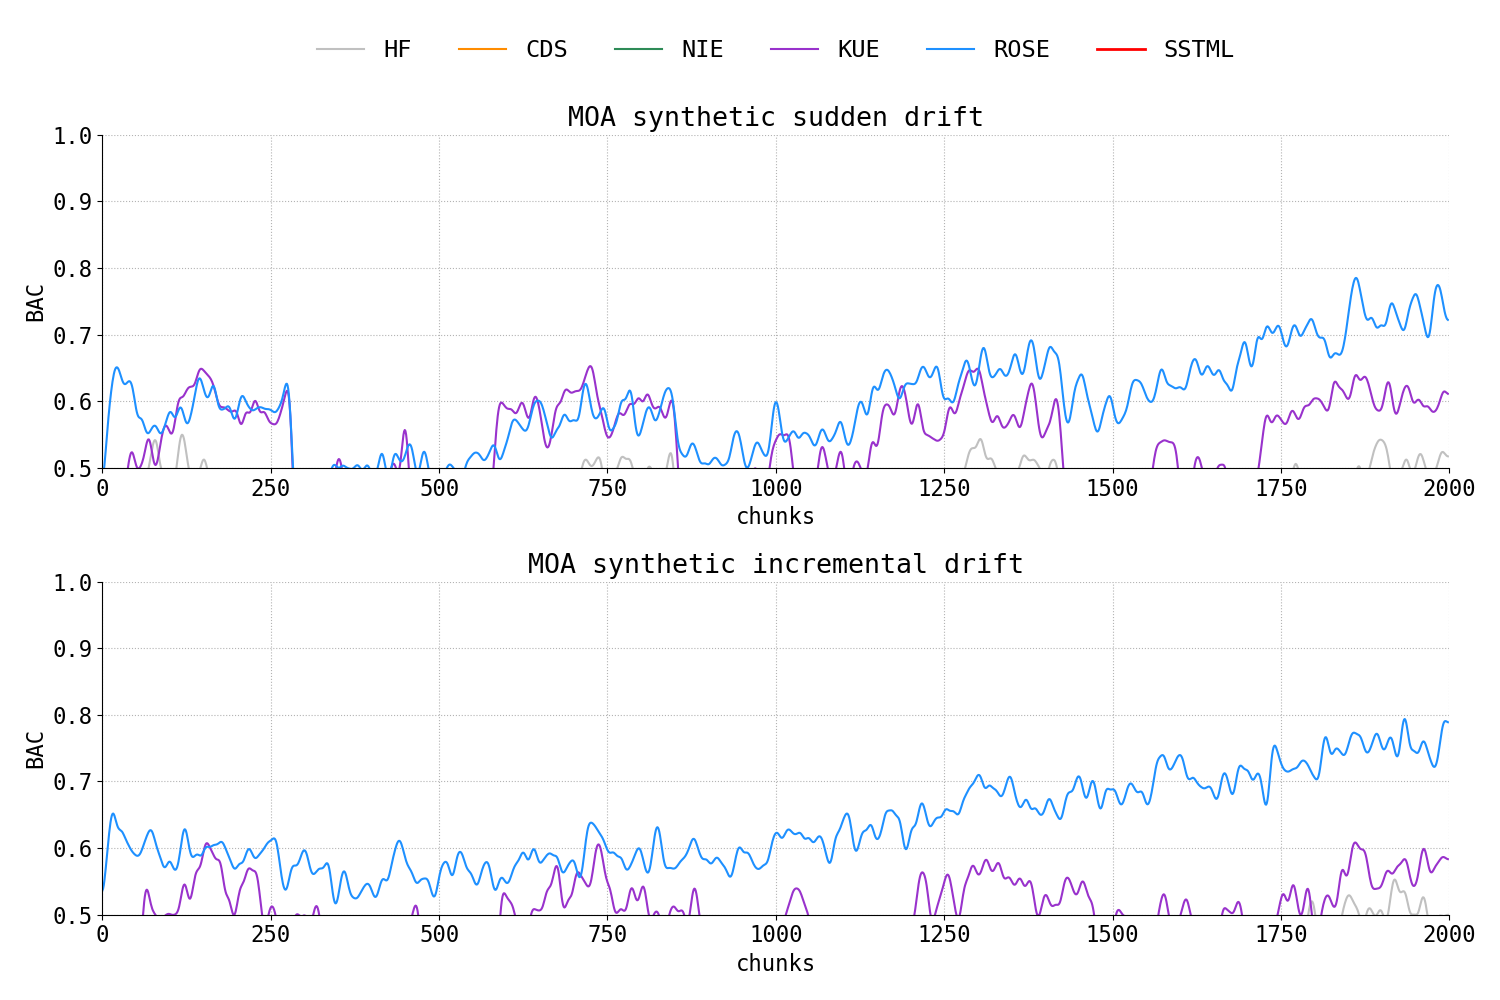 HF CDS NIE KUE ROSE SSTML
MOA synthetic sudden drift
1.0
0.9
0.8
0.7
0.6
0.5
BAC
0 250 500 750 1000 1250 1500 1750 2000
chunks
MOA synthetic incremental drift
1.0
0.9
0.8
0.7
0.6
0.5
BAC
0 250 500 750 1000 1250 1500 1750 2000
chunks